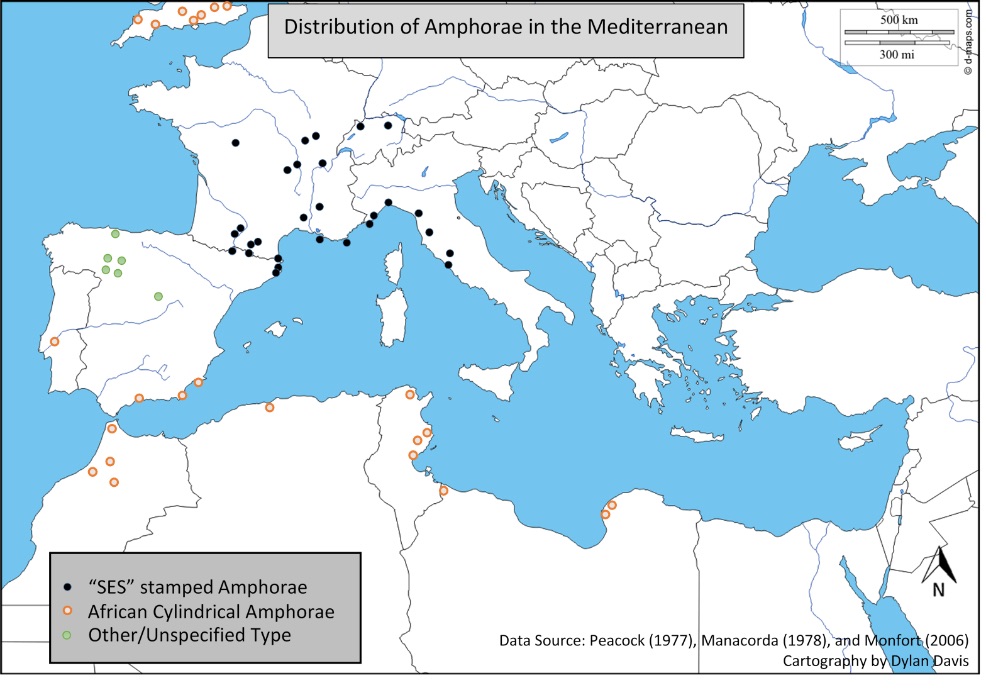 Distribution of Amphorae in the Mediterranean
500 km
300 mi
© d-maps.com
“SES” stamped Amphorae
African Cylindrical Amphorae
Other/Unspecified Type
N
Data Source: Peacock (1977), Manacorda (1978), and Monfort (2006)
Cartography by Dylan Davis